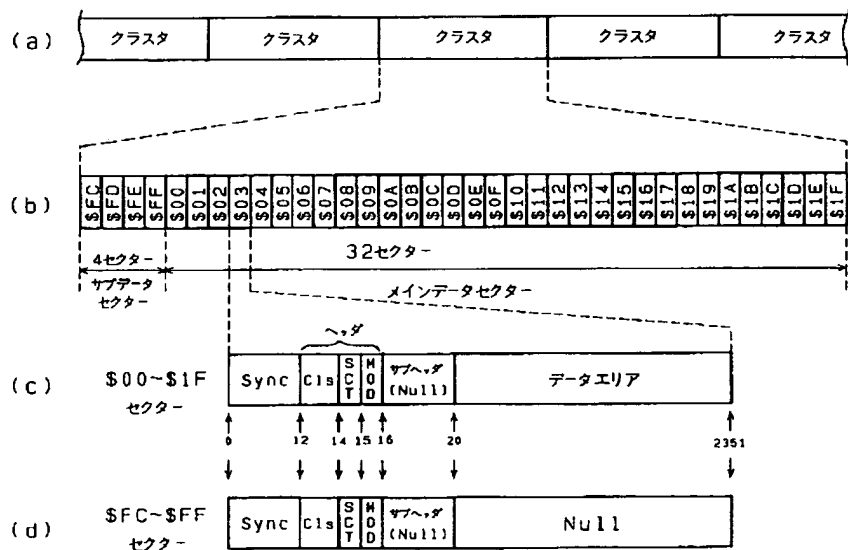 (a) クラスタ クラスタ クラスタ クラスタ クラスタ
(b) $FC $FD $FE $FF $00 $01 $02 $03 $04 $05 $06 $07 $08 $09 $0A $0B $0C $0D $0E $0F $10 $11 $12 $13 $14 $15 $16 $17 $18 $19 $1A $1B $1C $1D $1E $1F
4セクター 32セクター
サブデータ
セクター
メインデータセクター
ヘッダ
(c) $00~$1F
セクター
Sync Cls SCT MOD サブヘッダ
(Null)
データエリア
0 12 14 15 16 20 2351
(d) $FC~$FF
セクター
Sync Cls SCT MOD サブヘッダ
(Null)
Null